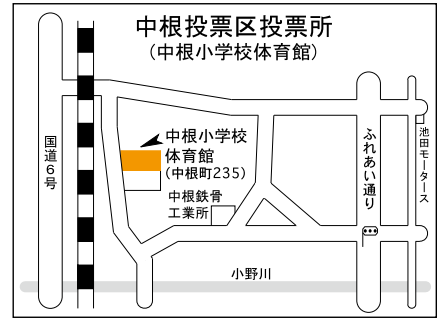 中根投票区投票所
(中根小学校体育館)
国道6号
中根小学校
体育館
(中根町235)
中根鉄骨
工業所
ふれあい通り
池田モータース
小野川